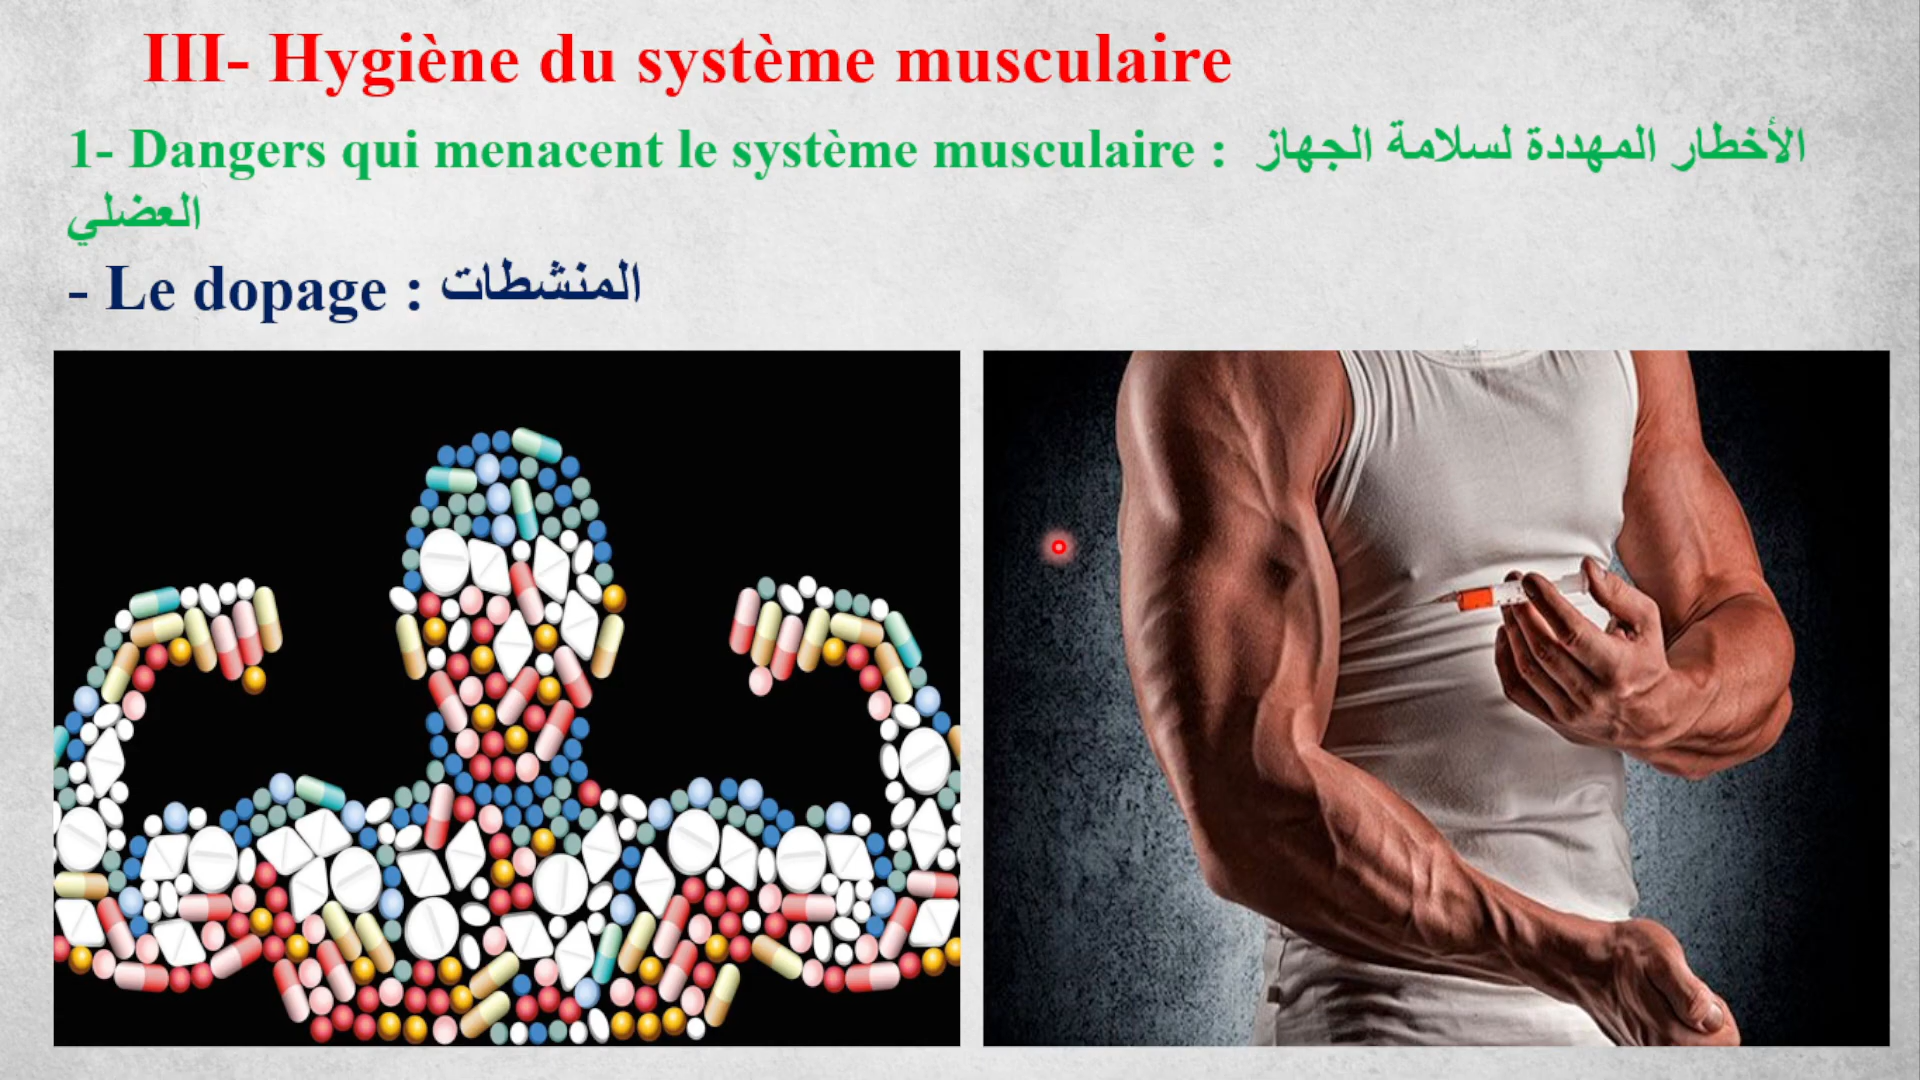 III- Hygiène du système musculaire
1- Dangers qui menacent le système musculaire : الأخطار المهددة لسلامة الجهاز
العضلي
- Le dopage : المنشطات